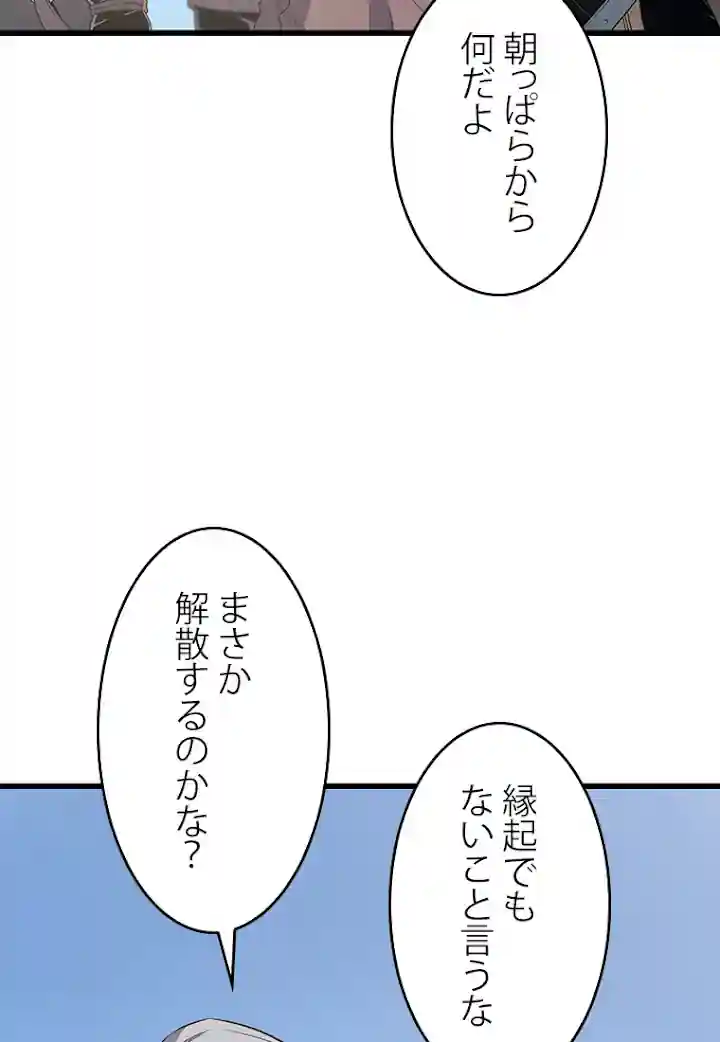 朝っぱらから
何だよ
まさか
解散するのかな？
縁起でも
ないこと言うな